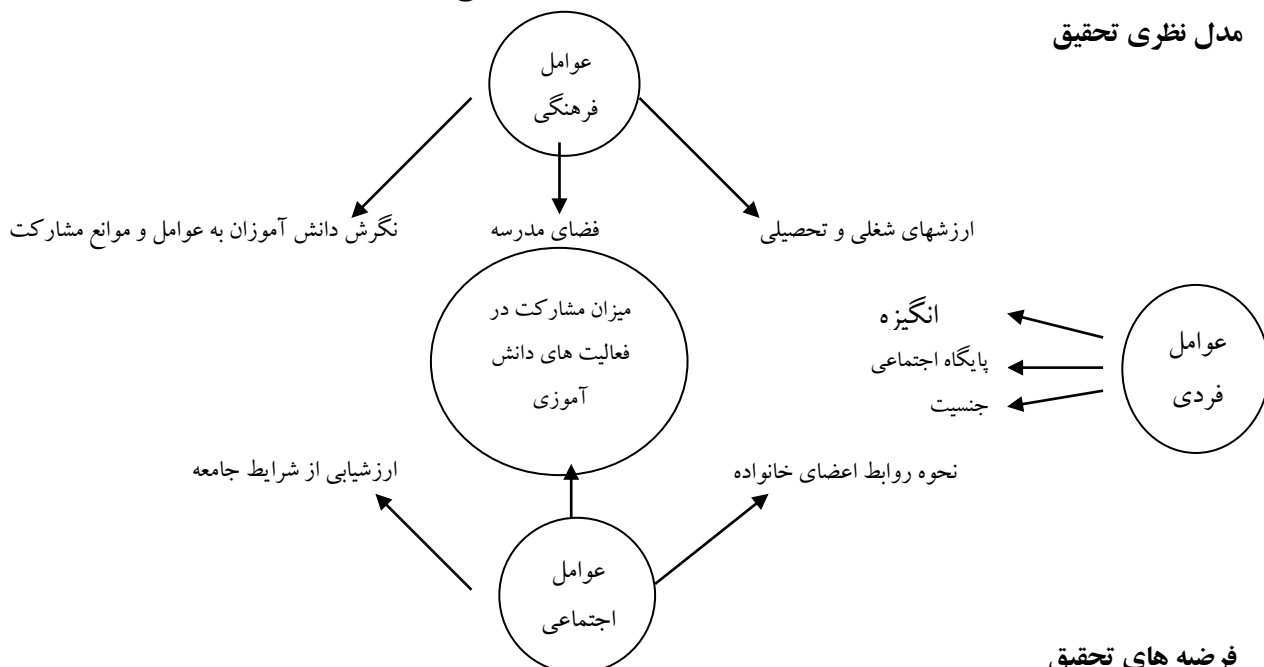 مدل نظری تحقیق
عوامل
فرهنگی
ارزشهای شغلی و تحصیلی
فضای مدرسه
نگرش دانش آموزان به عوامل و موانع مشارکت
میزان مشارکت در
فعالیت های دانش
آموزی
عوامل
فردی
انگیزه
پایگاه اجتماعی
جنسیت
نحوه روابط اعضای خانواده
ارزشیابی از شرایط جامعه
عوامل
اجتماعی
فرضیه های تحقیق